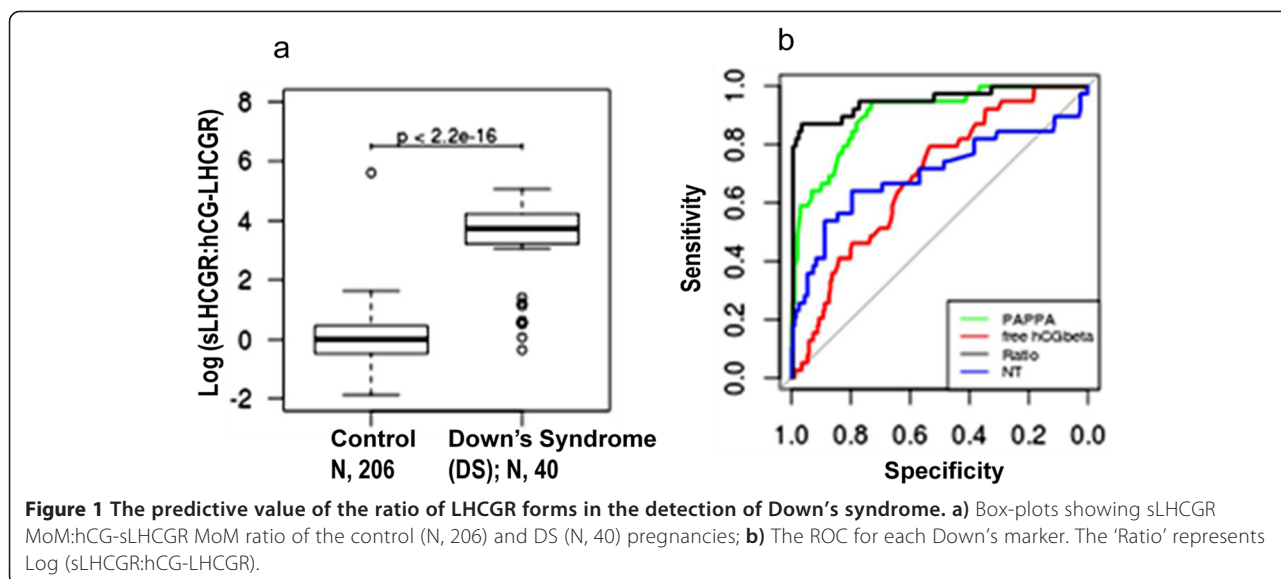 a
b
8
6
4
2
0
-2
Log (sLHCGR:hCG-LHCGR)
p < 2.2e-16
Control
N, 206
Down's Syndrome
(DS); N, 40
1.0
0.8
0.6
0.4
0.2
0.0
Sensitivity
PAPPA
free hCGbeta
Ratio
NT
1.0 0.8 0.6 0.4 0.2 0.0
Specificity
Figure 1 The predictive value of the ratio of LHCGR forms in the detection of Down's syndrome. a) Box-plots showing sLHCGR
MoM:hCG-sLHCGR MoM ratio of the control (N, 206) and DS (N, 40) pregnancies; b) The ROC for each Down's marker. The 'Ratio' represents
Log (sLHCGR:hCG-LHCGR).